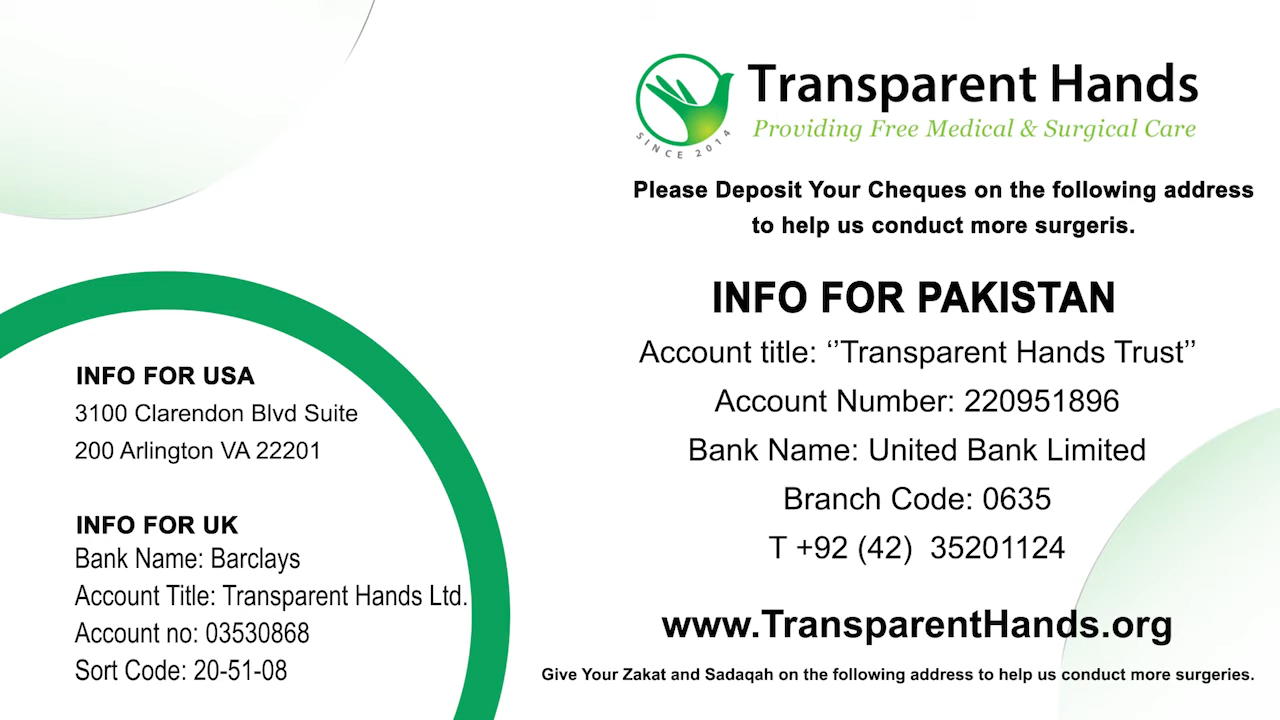 Transparent Hands
Providing Free Medical & Surgical Care
SINCE 2014
Please Deposit Your Cheques on the following address
to help us conduct more surgeris.
INFO FOR PAKISTAN
Account title: ‘’Transparent Hands Trust’’
Account Number: 220951896
Bank Name: United Bank Limited
Branch Code: 0635
T +92 (42)  35201124
www.TransparentHands.org
Give Your Zakat and Sadaqah on the following address to help us conduct more surgeries.
INFO FOR USA
3100 Clarendon Blvd Suite
200 Arlington VA 22201
INFO FOR UK
Bank Name: Barclays
Account Title: Transparent Hands Ltd.
Account no: 03530868
Sort Code: 20-51-08